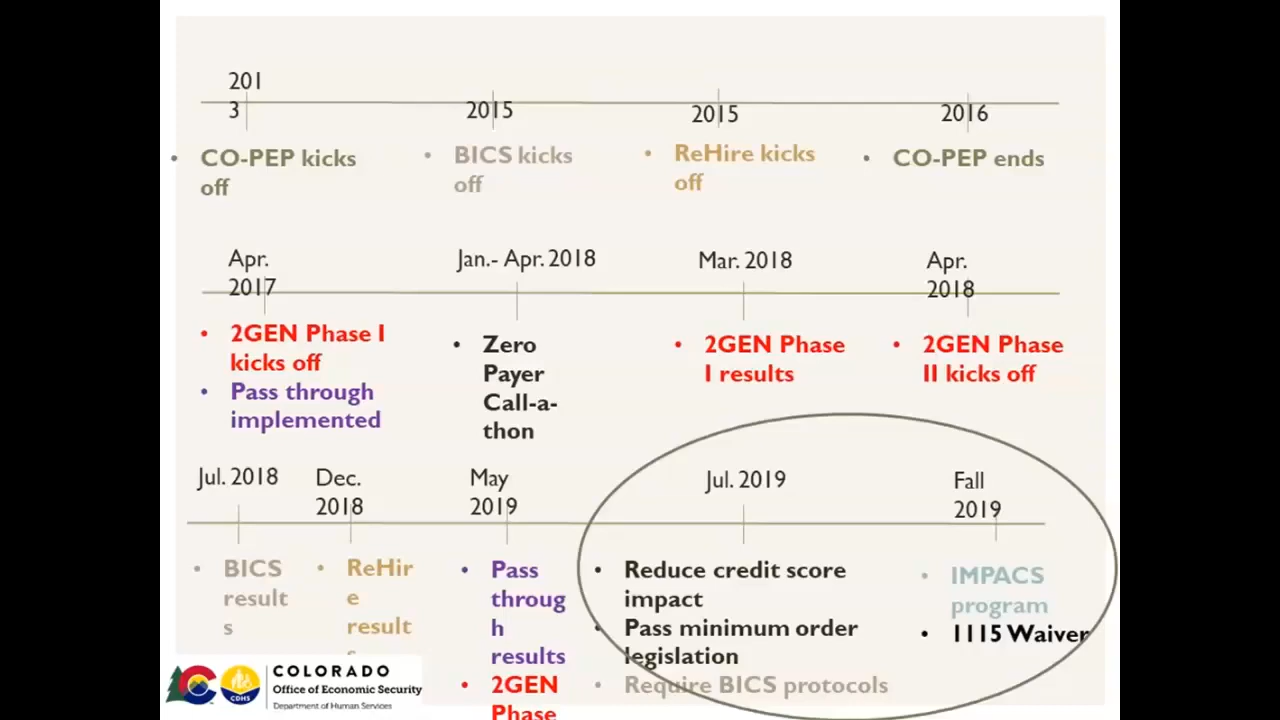 201
3
2015
2015
2016
• CO-PEP kicks
off
• BICS kicks
off
• ReHire kicks
off
• CO-PEP ends
Apr.
2017
Jan.- Apr. 2018
Mar. 2018
Apr.
2018
• 2GEN Phase I
kicks off
• Pass through
implemented
• Zero
Payer
Call-a-
thon
• 2GEN Phase
I results
• 2GEN Phase
II kicks off
Jul. 2018
Dec.
2018
May
2019
Jul. 2019
Fall
2019
• BICS
result
s
• ReHir
e
result
s
• Pass
throug
h
results
• 2GEN
Phase
• Reduce credit score
impact
• Pass minimum order
legislation
• Require BICS protocols
• IMPACS
program
• 1115 Waiver
COLORADO
Office of Economic Security
Department of Human Services
CDHS